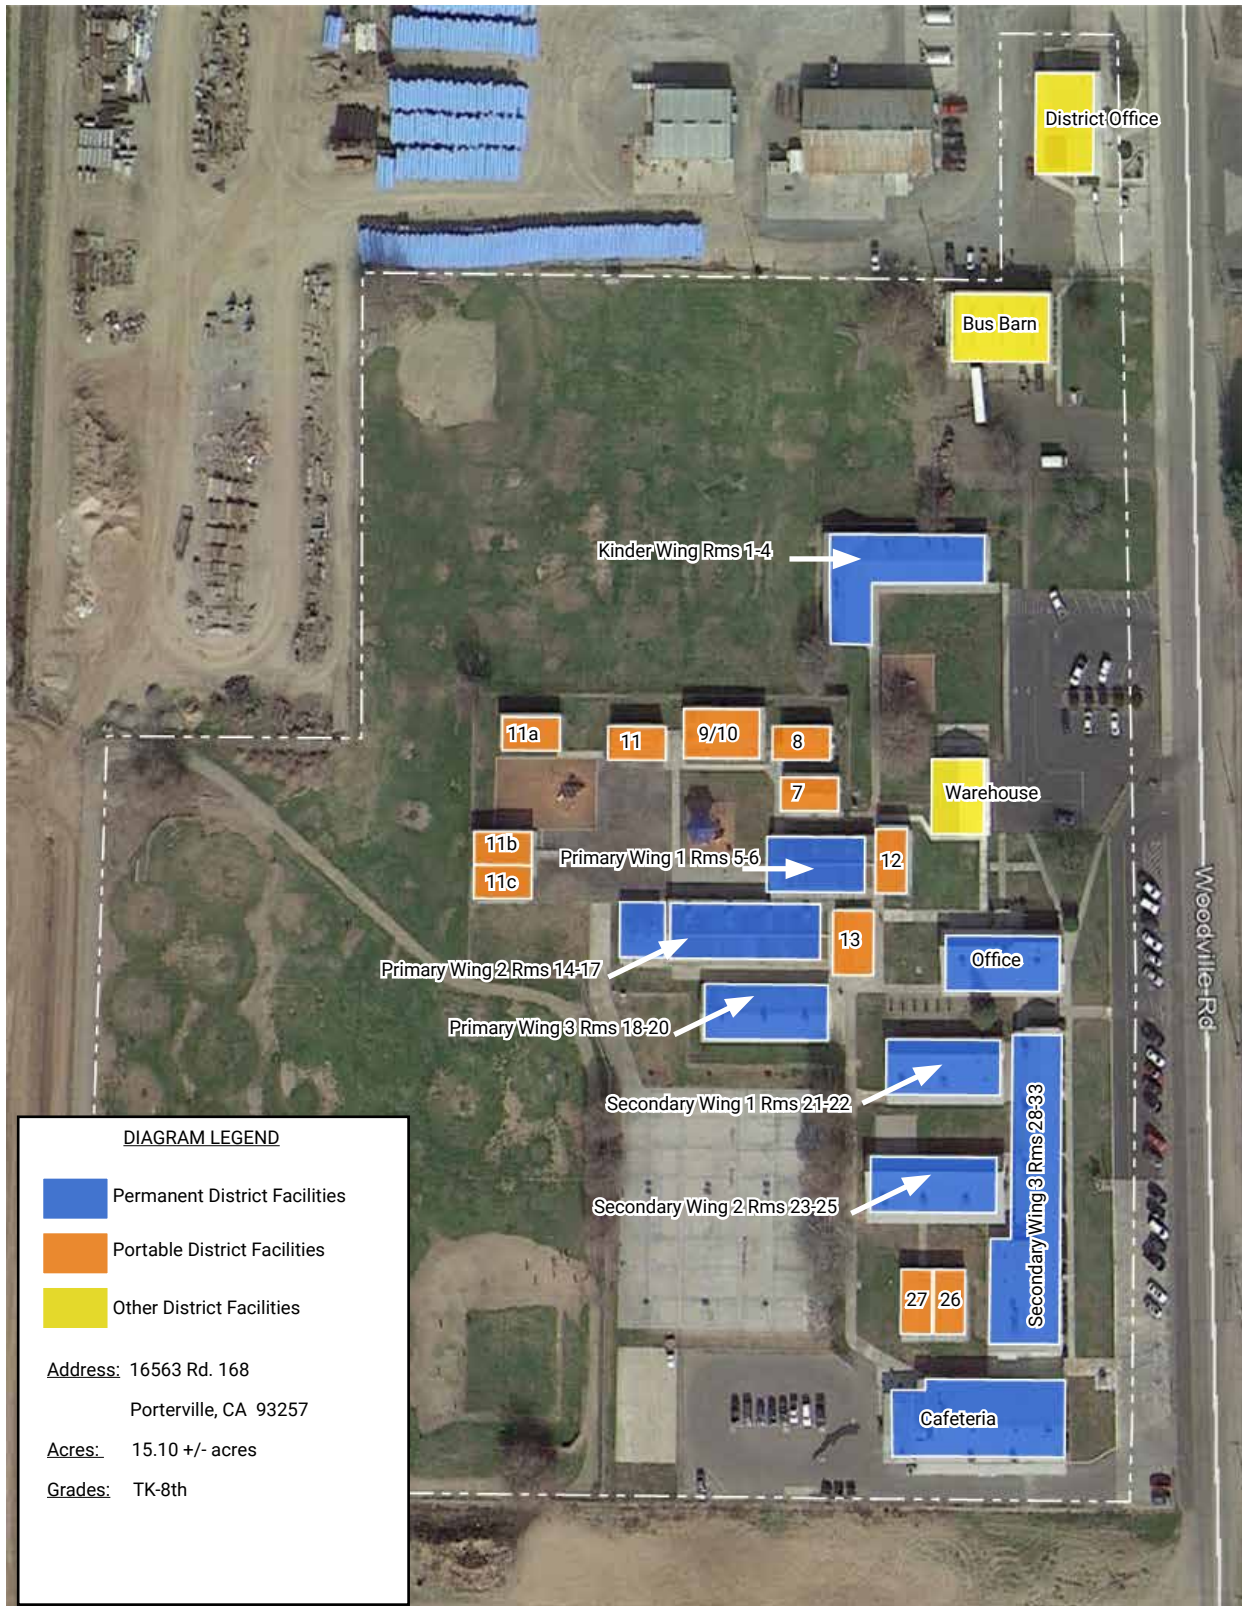 District Office
Bus Barn
Kinder Wing Rms 1-4
11a
11
9/10
8
7
Warehouse
11b
Primary Wing 1 Rms 5-6
12
11c
13
Office
Primary Wing 2 Rms 14-17
Woodville-Rd
Primary Wing 3 Rms 18-20
Secondary Wing 1 Rms 21-22
Secondary Wing 3 Rms 28-33
Secondary Wing 2 Rms 23-25
27
26
Cafeteria
DIAGRAM LEGEND
Permanent District Facilities
Portable District Facilities
Other District Facilities
Address: 16563 Rd. 168
Porterville, CA 93257
Acres: 15.10 +/- acres
Grades: TK-8th